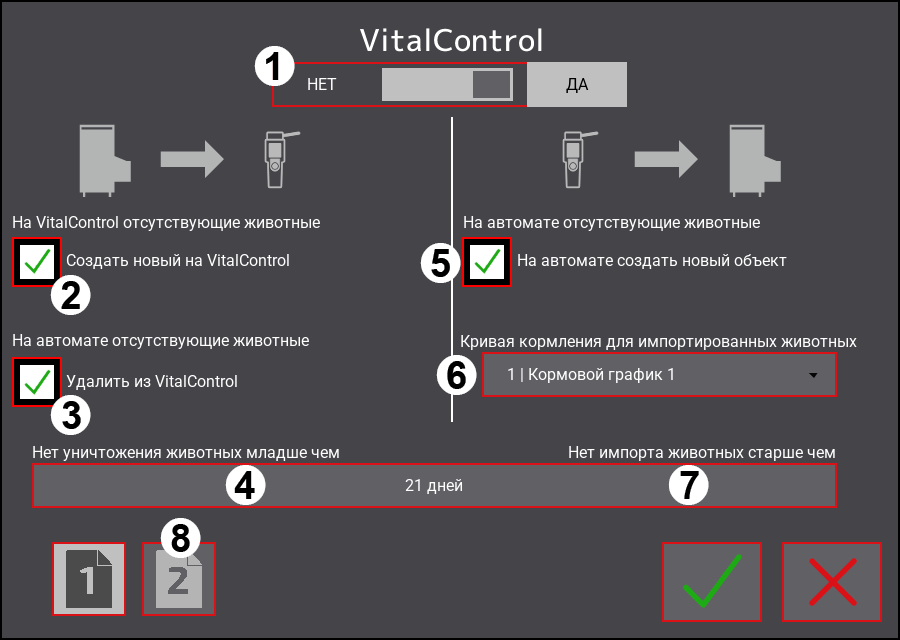 VitalControl
1
НЕТ
ДА
На VitalControl отсутствующие животные
Создать новый на VitalControl
2
На автомате отсутствующие животные
Удалить из VitalControl
3
На автомате отсутствующие животные
5
На автомате создать новый объект
Кривая кормления для импортированных животных
6
1 | Кормовой график 1
Нет уничтожения животных младше чем
Нет импорта животных старше чем
4
21 дней
7
8
1
2